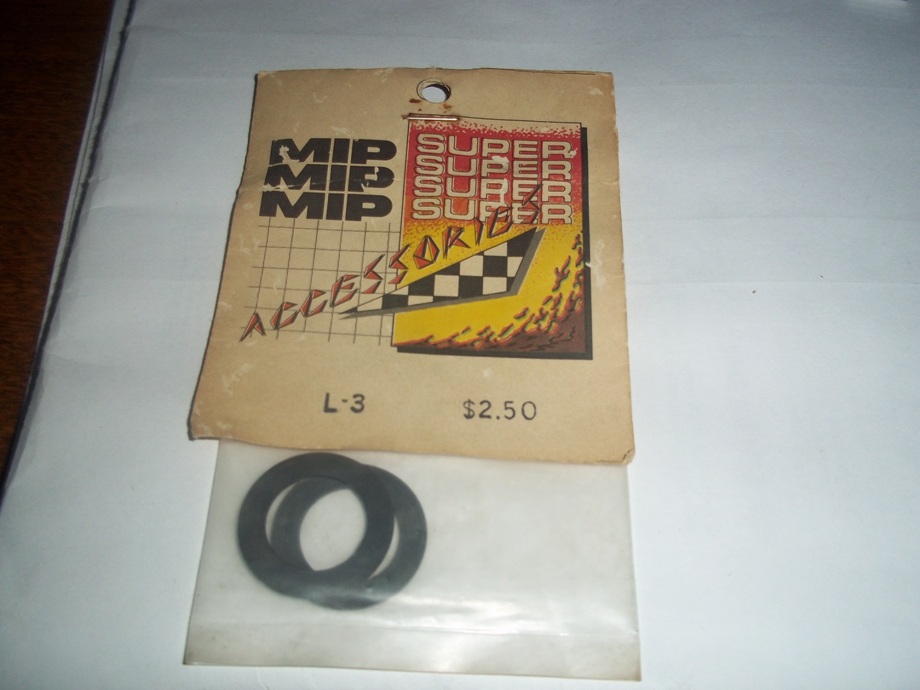 MIP
MIP
MIP
SUPER
SUPER
SUPER
SUPER
ACCESSORIES
L-3 $2.50